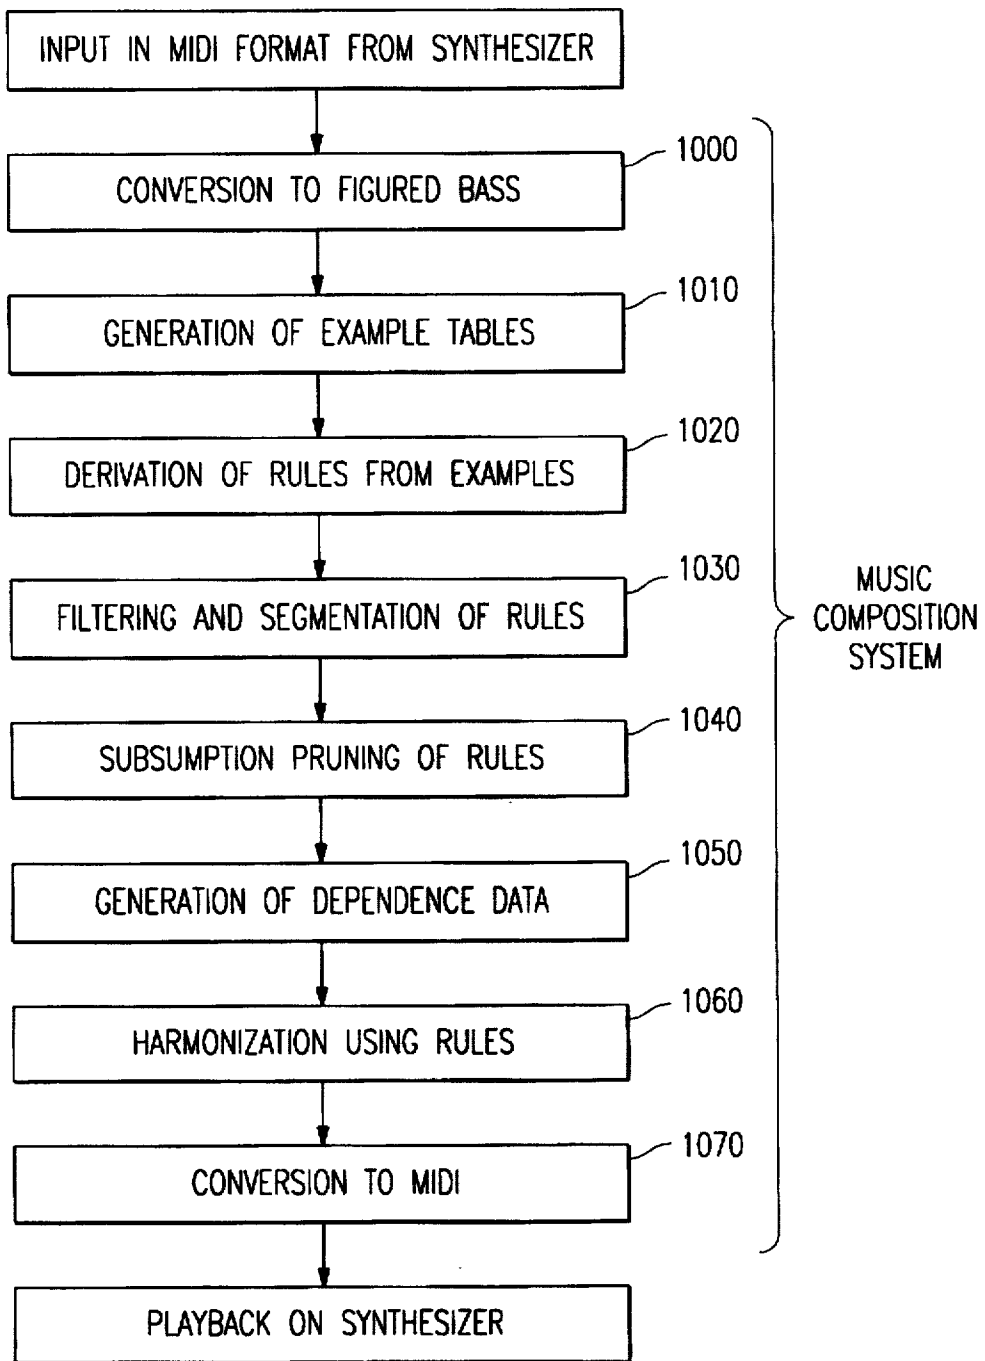 INPUT IN MIDI FORMAT FROM SYNTHESIZER
1000
CONVERSION TO FIGURED BASS
1010
GENERATION OF EXAMPLE TABLES
1020
DERIVATION OF RULES FROM EXAMPLES
1030
FILTERING AND SEGMENTATION OF RULES
MUSIC
COMPOSITION
SYSTEM
1040
SUBSUMPTION PRUNING OF RULES
1050
GENERATION OF DEPENDENCE DATA
1060
HARMONIZATION USING RULES
1070
CONVERSION TO MIDI
PLAYBACK ON SYNTHESIZER